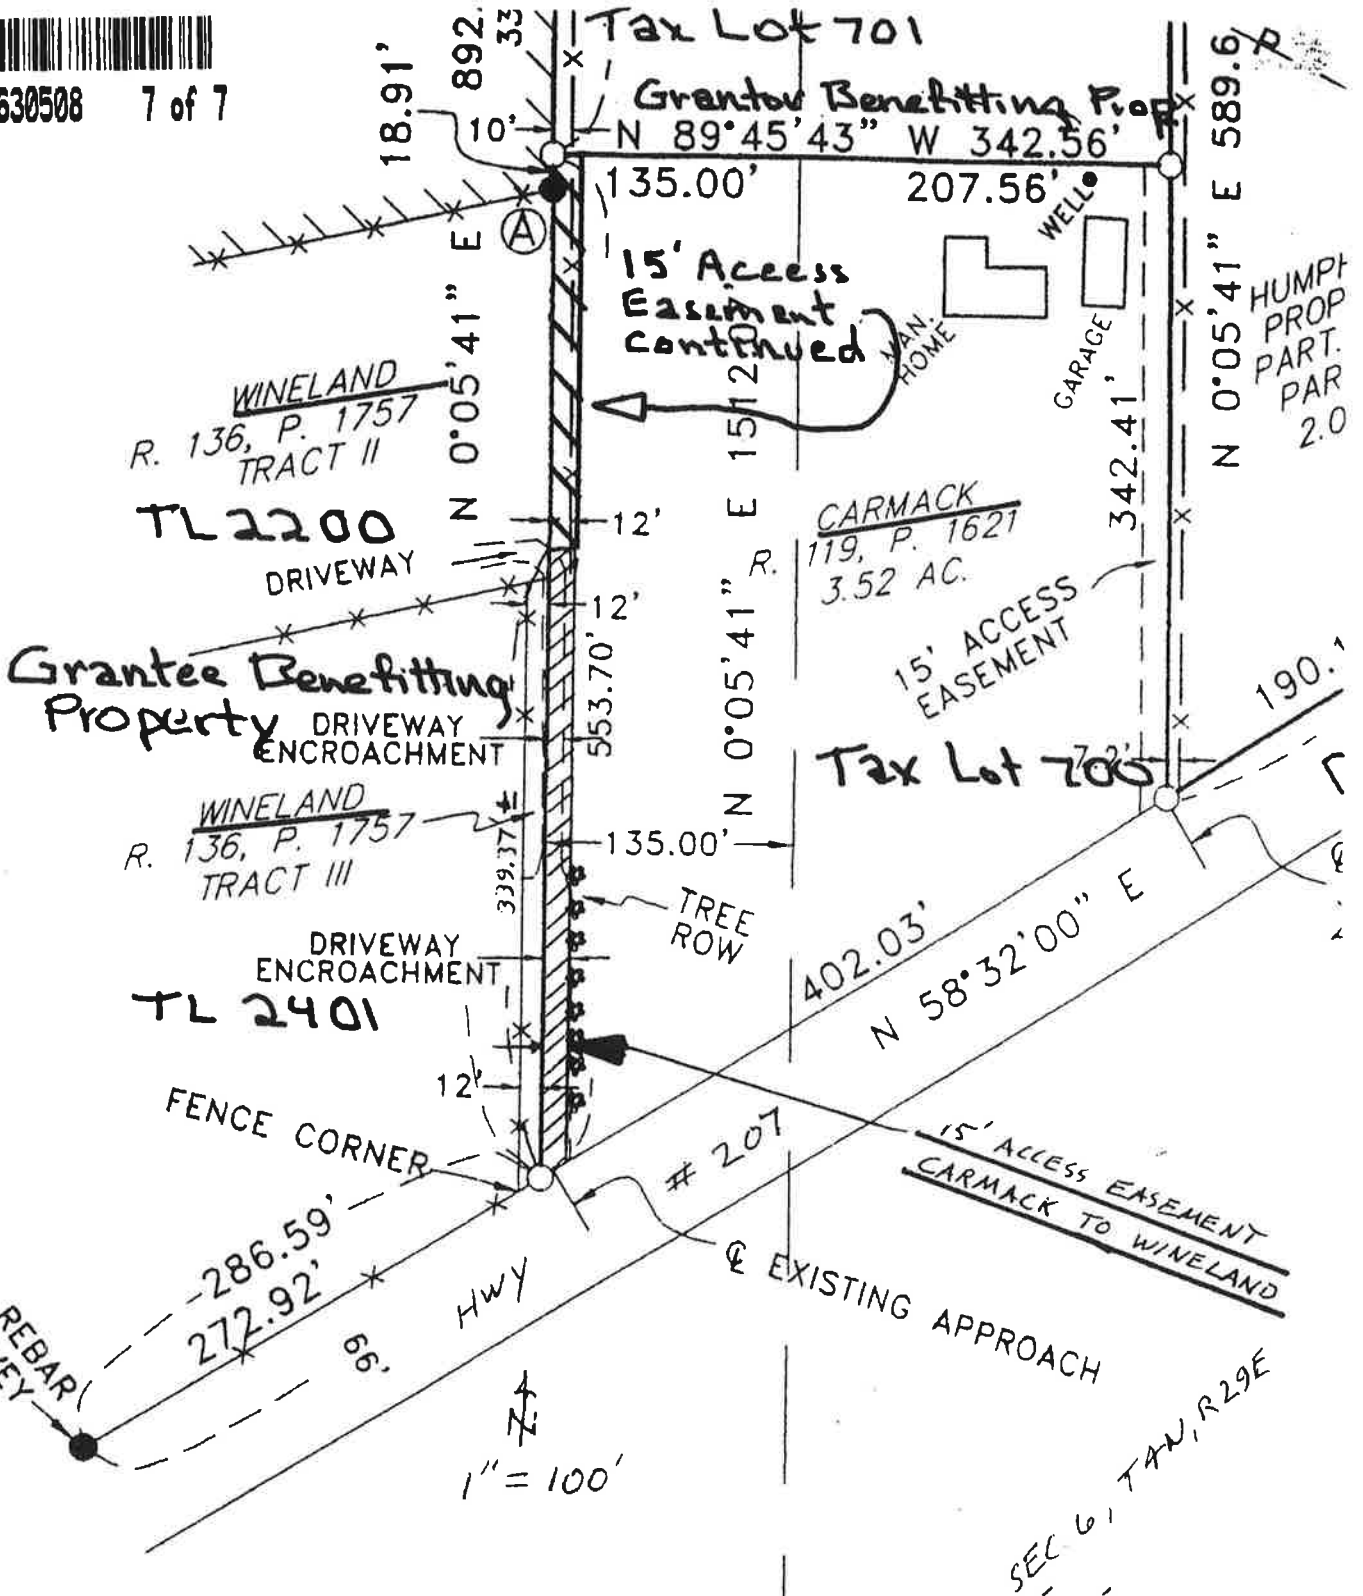 630508 7 of 7
18.91'
892.
33
Tax Lot 701
Grantor Benefitting Prop
10'
N 89°45'43" W 342.56'
135.00'
207.56'
WELL
E 589.6
A
15' Access
Easement
Continued
MAN.
HOME
GARAGE
N 0°05'41" E
N 0°05'41" E
HUMPH
PROP
PART.
PAR
2.0
WINELAND
R. 136, P. 1757
TRACT II
TL 2200
DRIVEWAY
12'
12'
N 0°05'41" E 1512
CARMACK
R. 119, P. 1621
3.52 AC.
342.41'
15' ACCESS
EASEMENT
Grantee Benefitting
Property
DRIVEWAY
ENCROACHMENT
553.70'
190.1
Tax Lot 700
WINELAND
R. 136, P. 1757
TRACT III
339.37'±
135.00'
TREE
ROW
DRIVEWAY
ENCROACHMENT
TL 2401
402.03'
N 58°32'00" E
12'
FENCE CORNER
# 207
15' ACCESS EASEMENT
CARMACK TO WINELAND
286.59'
272.92'
REBAR
HWY
66'
℄ EXISTING APPROACH
N
1" = 100'
SEC 6, T4N, R29E